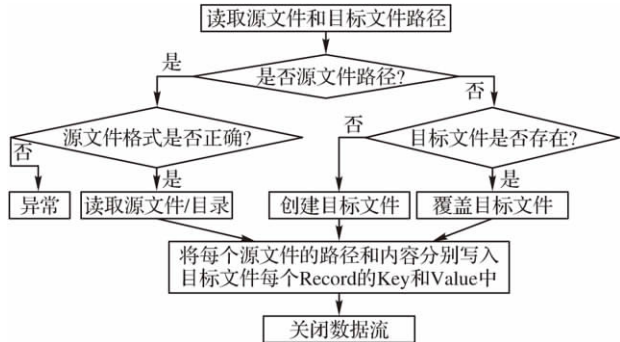 读取源文件和目标文件路径
是
是否源文件路径?
否
源文件格式是否正确?
否
目标文件是否存在?
否
是
是
异常
读取源文件/目录
创建目标文件
覆盖目标文件
将每个源文件的路径和内容分别写入
目标文件每个Record的Key和Value中
关闭数据流